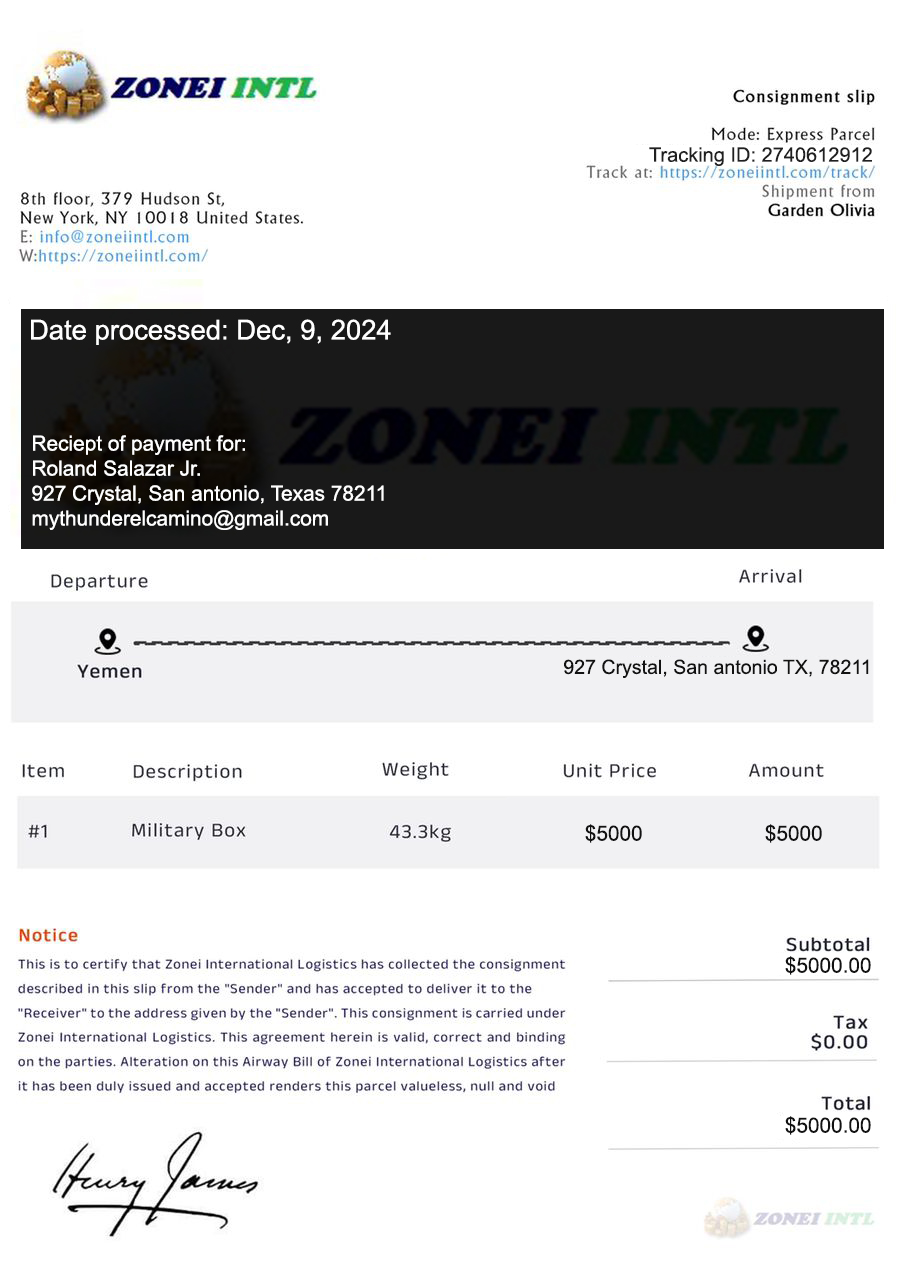 ZONEI INTL
Consignment slip
Mode: Express Parcel
Tracking ID: 2740612912
Track at: https://zoneiintl.com/track/
Shipment from
Garden Olivia
8th floor, 379 Hudson St,
New York, NY 10018 United States.
E: info@zoneiintl.com
W:https://zoneiintl.com/
Date processed: Dec, 9, 2024
ZONEI INTL
Reciept of payment for:
Roland Salazar Jr.
927 Crystal, San antonio, Texas 78211
mythunderelcamino@gmail.com
Departure
Arrival
Yemen
927 Crystal, San antonio TX, 78211
Item Description Weight Unit Price Amount
#1 Military Box 43.3kg $5000 $5000
Notice
This is to certify that Zonei International Logistics has collected the consignment
described in this slip from the "Sender" and has accepted to deliver it to the
"Receiver" to the address given by the "Sender". This consignment is carried under
Zonei International Logistics. This agreement herein is valid, correct and binding
on the parties. Alteration on this Airway Bill of Zonei International Logistics after
it has been duly issued and accepted renders this parcel valueless, null and void
Subtotal
$5000.00
Tax
$0.00
Total
$5000.00
Henry James
ZONEI INTL